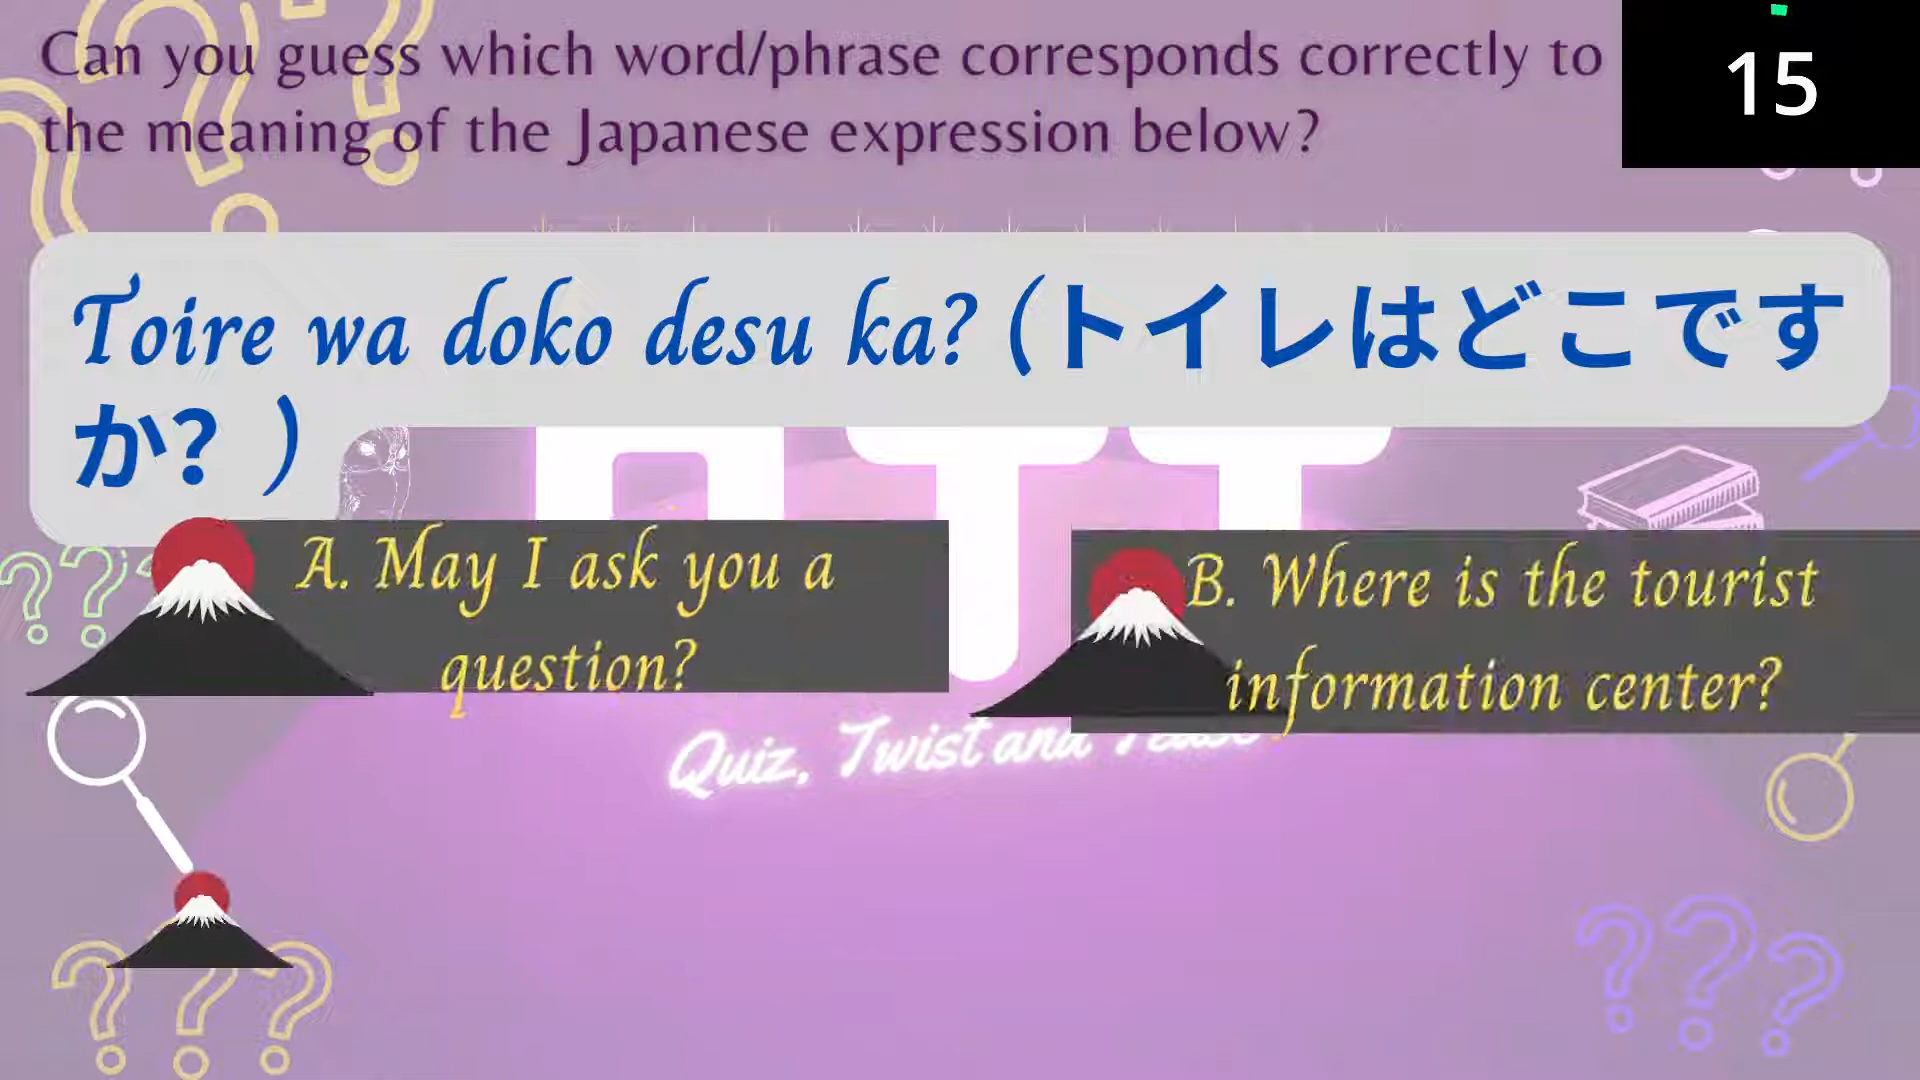 Can you guess which word/phrase corresponds correctly to
the meaning of the Japanese expression below?
15
Toire wa doko desu ka? (トイレはどこです
か? )
A. May I ask you a
question?
B. Where is the tourist
information center?
Quiz, Twist and